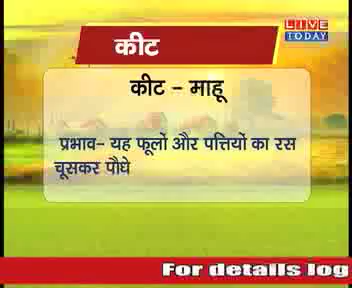 कीट
LIVE
TODAY
कीट - माहू
प्रभाव- यह फूलों और पत्तियों का रस
चूसकर पौधे
For details log